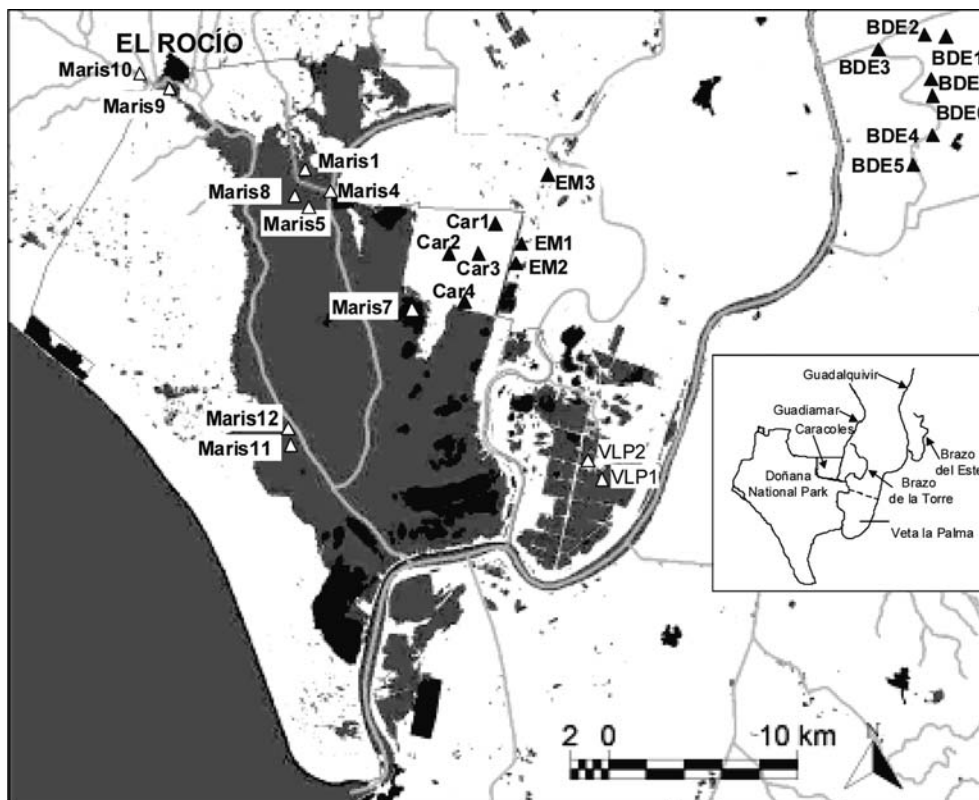 EL ROCÍO
Maris10
Maris9
BDE2
BDE1
BDE3
BDE4
BDE5
Maris1
Maris8
Maris4
Maris5
EM3
Car1
Car2
EM1
Car3
EM2
Car4
Maris7
Maris12
Maris11
VLP2
VLP1
Guadalquivir
Guadiamar
Caracoles
Brazo
del Este
Doñana
National Park
Brazo
de la Torre
Veta la Palma
N
2 0 10 km